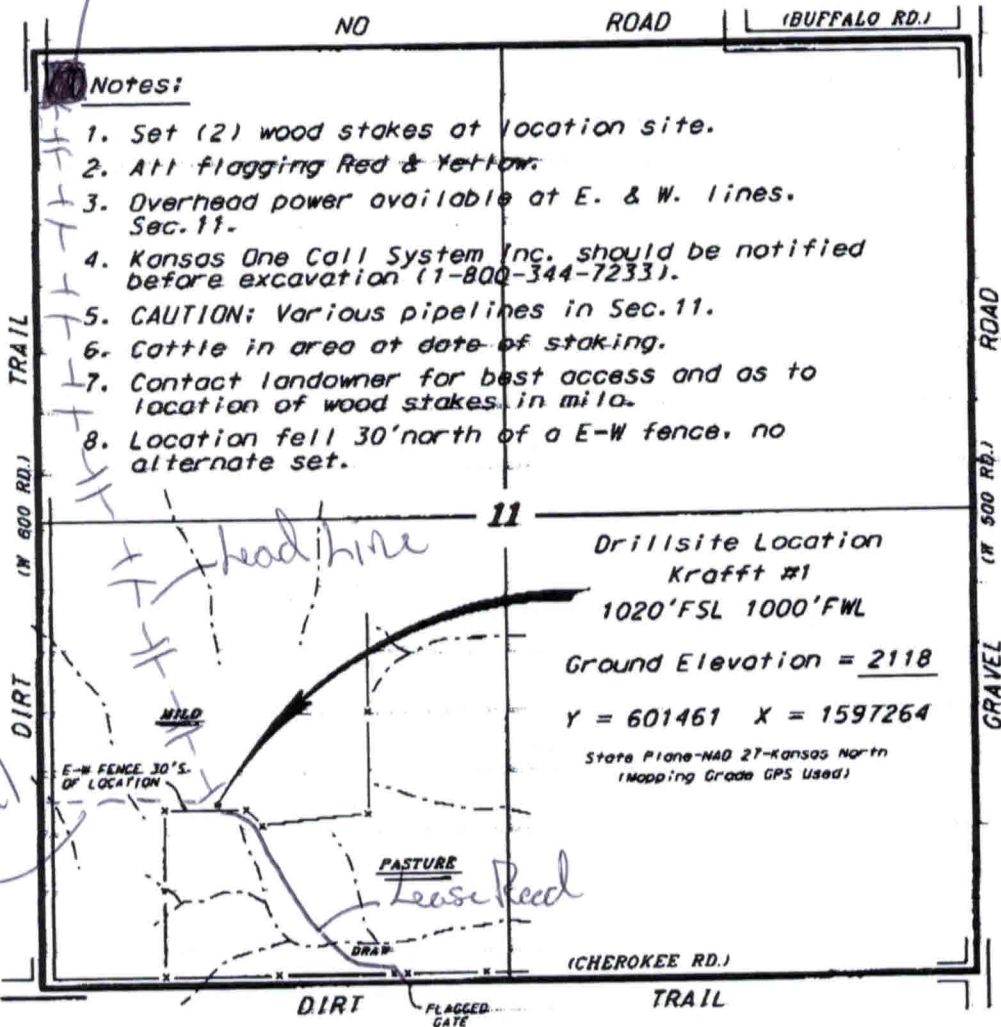 NO ROAD (BUFFALO RD.)
Notes:
1. Set (2) wood stakes at location site.
2. All flagging Red & Yellow.
3. Overhead power available at E. & W. lines.
Sec. 11.
4. Kansas One Call System Inc. should be notified
before excavation (1-800-344-7233).
5. CAUTION: Various pipelines in Sec. 11.
6. Cattle in area at date of staking.
7. Contact landowner for best access and as to
location of wood stakes in milo.
8. Location fell 30' north of a E-W fence, no
alternate set.
TRAIL
(W 600 RD.)
DIRT
ROAD
(W 500 RD.)
GRAVEL
11
Lead Line
Drillsite Location
Krafft #1
1020'FSL 1000'FWL
Ground Elevation = 2118
Y = 601461 X = 1597264
State Plane-NAD 27-Kansas North
(Mapping Grade GPS Used)
MILO
E-W FENCE 30'S.
OF LOCATION
PASTURE
Lease Road
DRAW
(CHEROKEE RD.)
DIRT TRAIL
FLAGGED
GATE